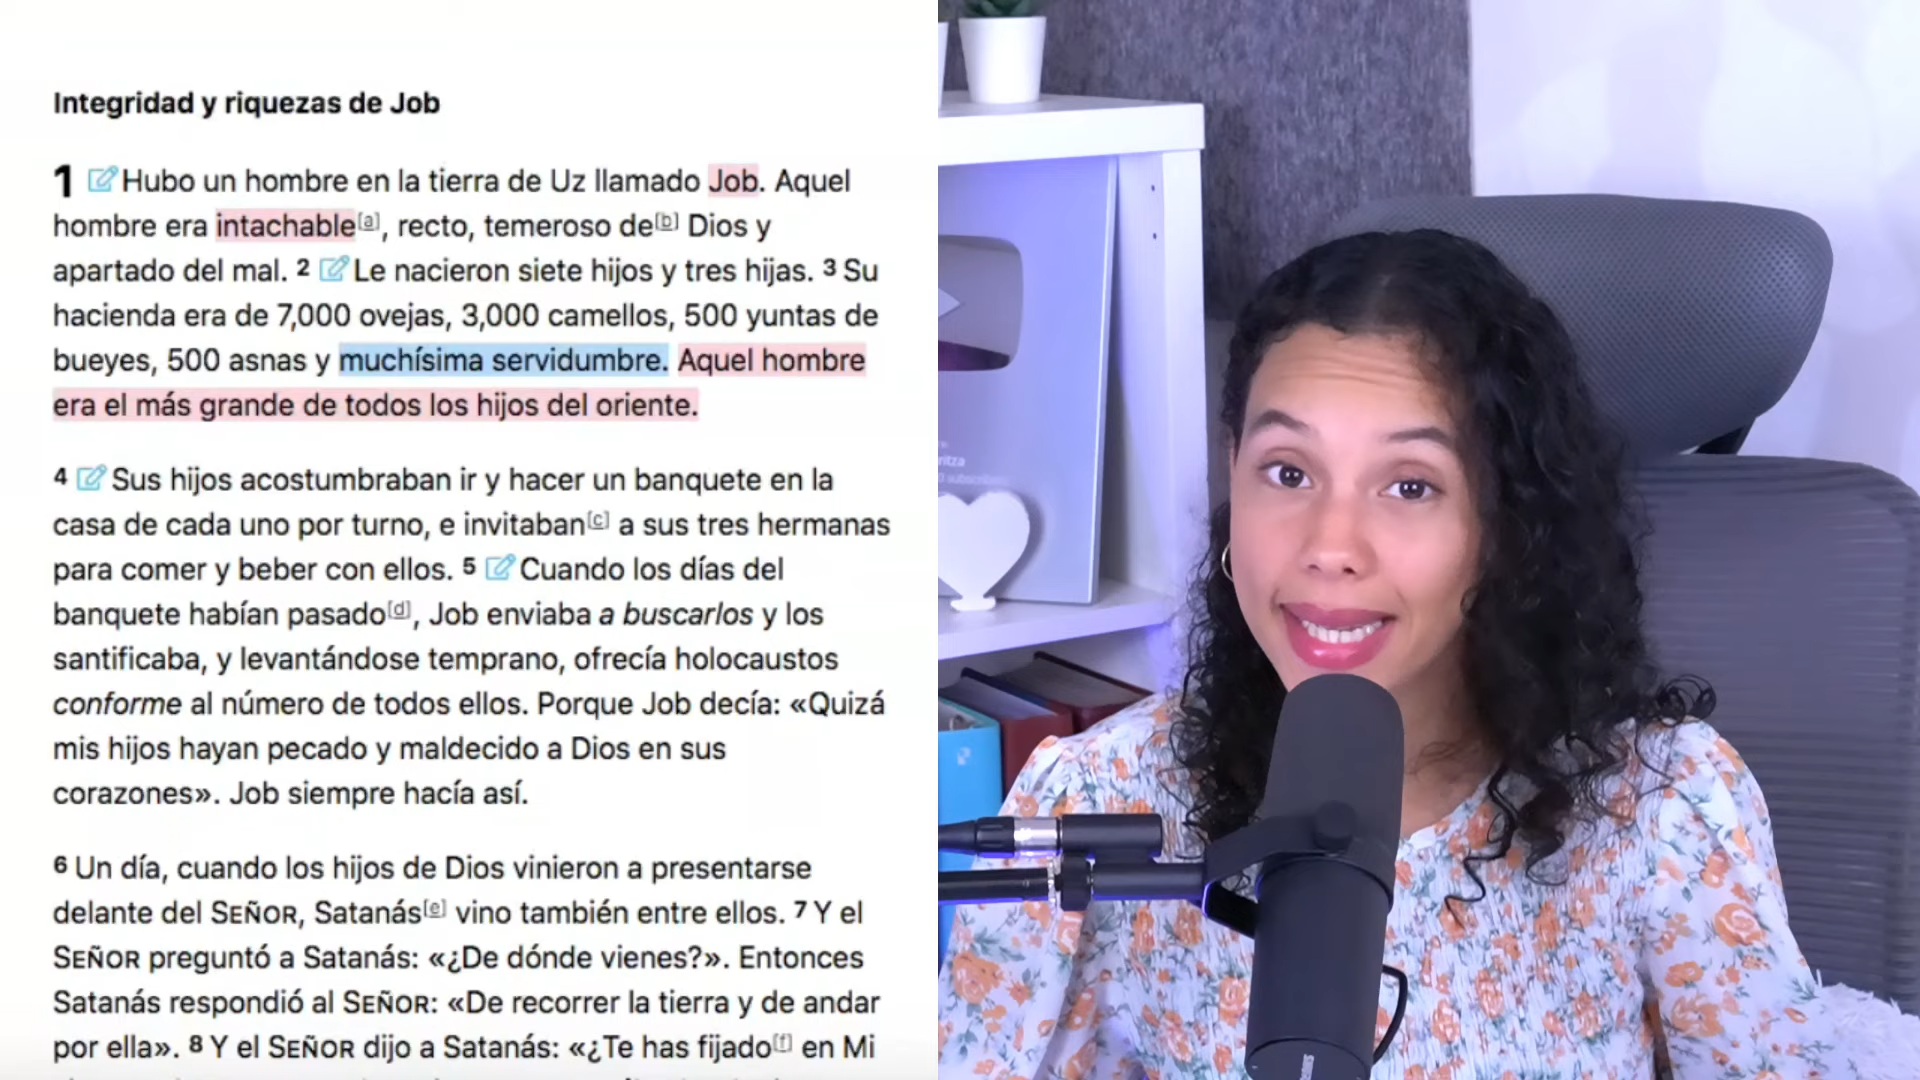 Integridad y riquezas de Job
1 Hubo un hombre en la tierra de Uz llamado Job. Aquel
hombre era intachable[a], recto, temeroso de[b] Dios y
apartado del mal. 2 Le nacieron siete hijos y tres hijas. 3 Su
hacienda era de 7,000 ovejas, 3,000 camellos, 500 yuntas de
bueyes, 500 asnas y muchísima servidumbre. Aquel hombre
era el más grande de todos los hijos del oriente.
4 Sus hijos acostumbraban ir y hacer un banquete en la
casa de cada uno por turno, e invitaban[c] a sus tres hermanas
para comer y beber con ellos. 5 Cuando los días del
banquete habían pasado[d], Job enviaba a buscarlos y los
santificaba, y levantándose temprano, ofrecía holocaustos
conforme al número de todos ellos. Porque Job decía: «Quizá
mis hijos hayan pecado y maldecido a Dios en sus
corazones». Job siempre hacía así.
6 Un día, cuando los hijos de Dios vinieron a presentarse
delante del SEÑOR, Satanás[e] vino también entre ellos. 7 Y el
SEÑOR preguntó a Satanás: «¿De dónde vienes?». Entonces
Satanás respondió al SEÑOR: «De recorrer la tierra y de andar
por ella». 8 Y el SEÑOR dijo a Satanás: «¿Te has fijado[f] en Mi
ritza
subscribers